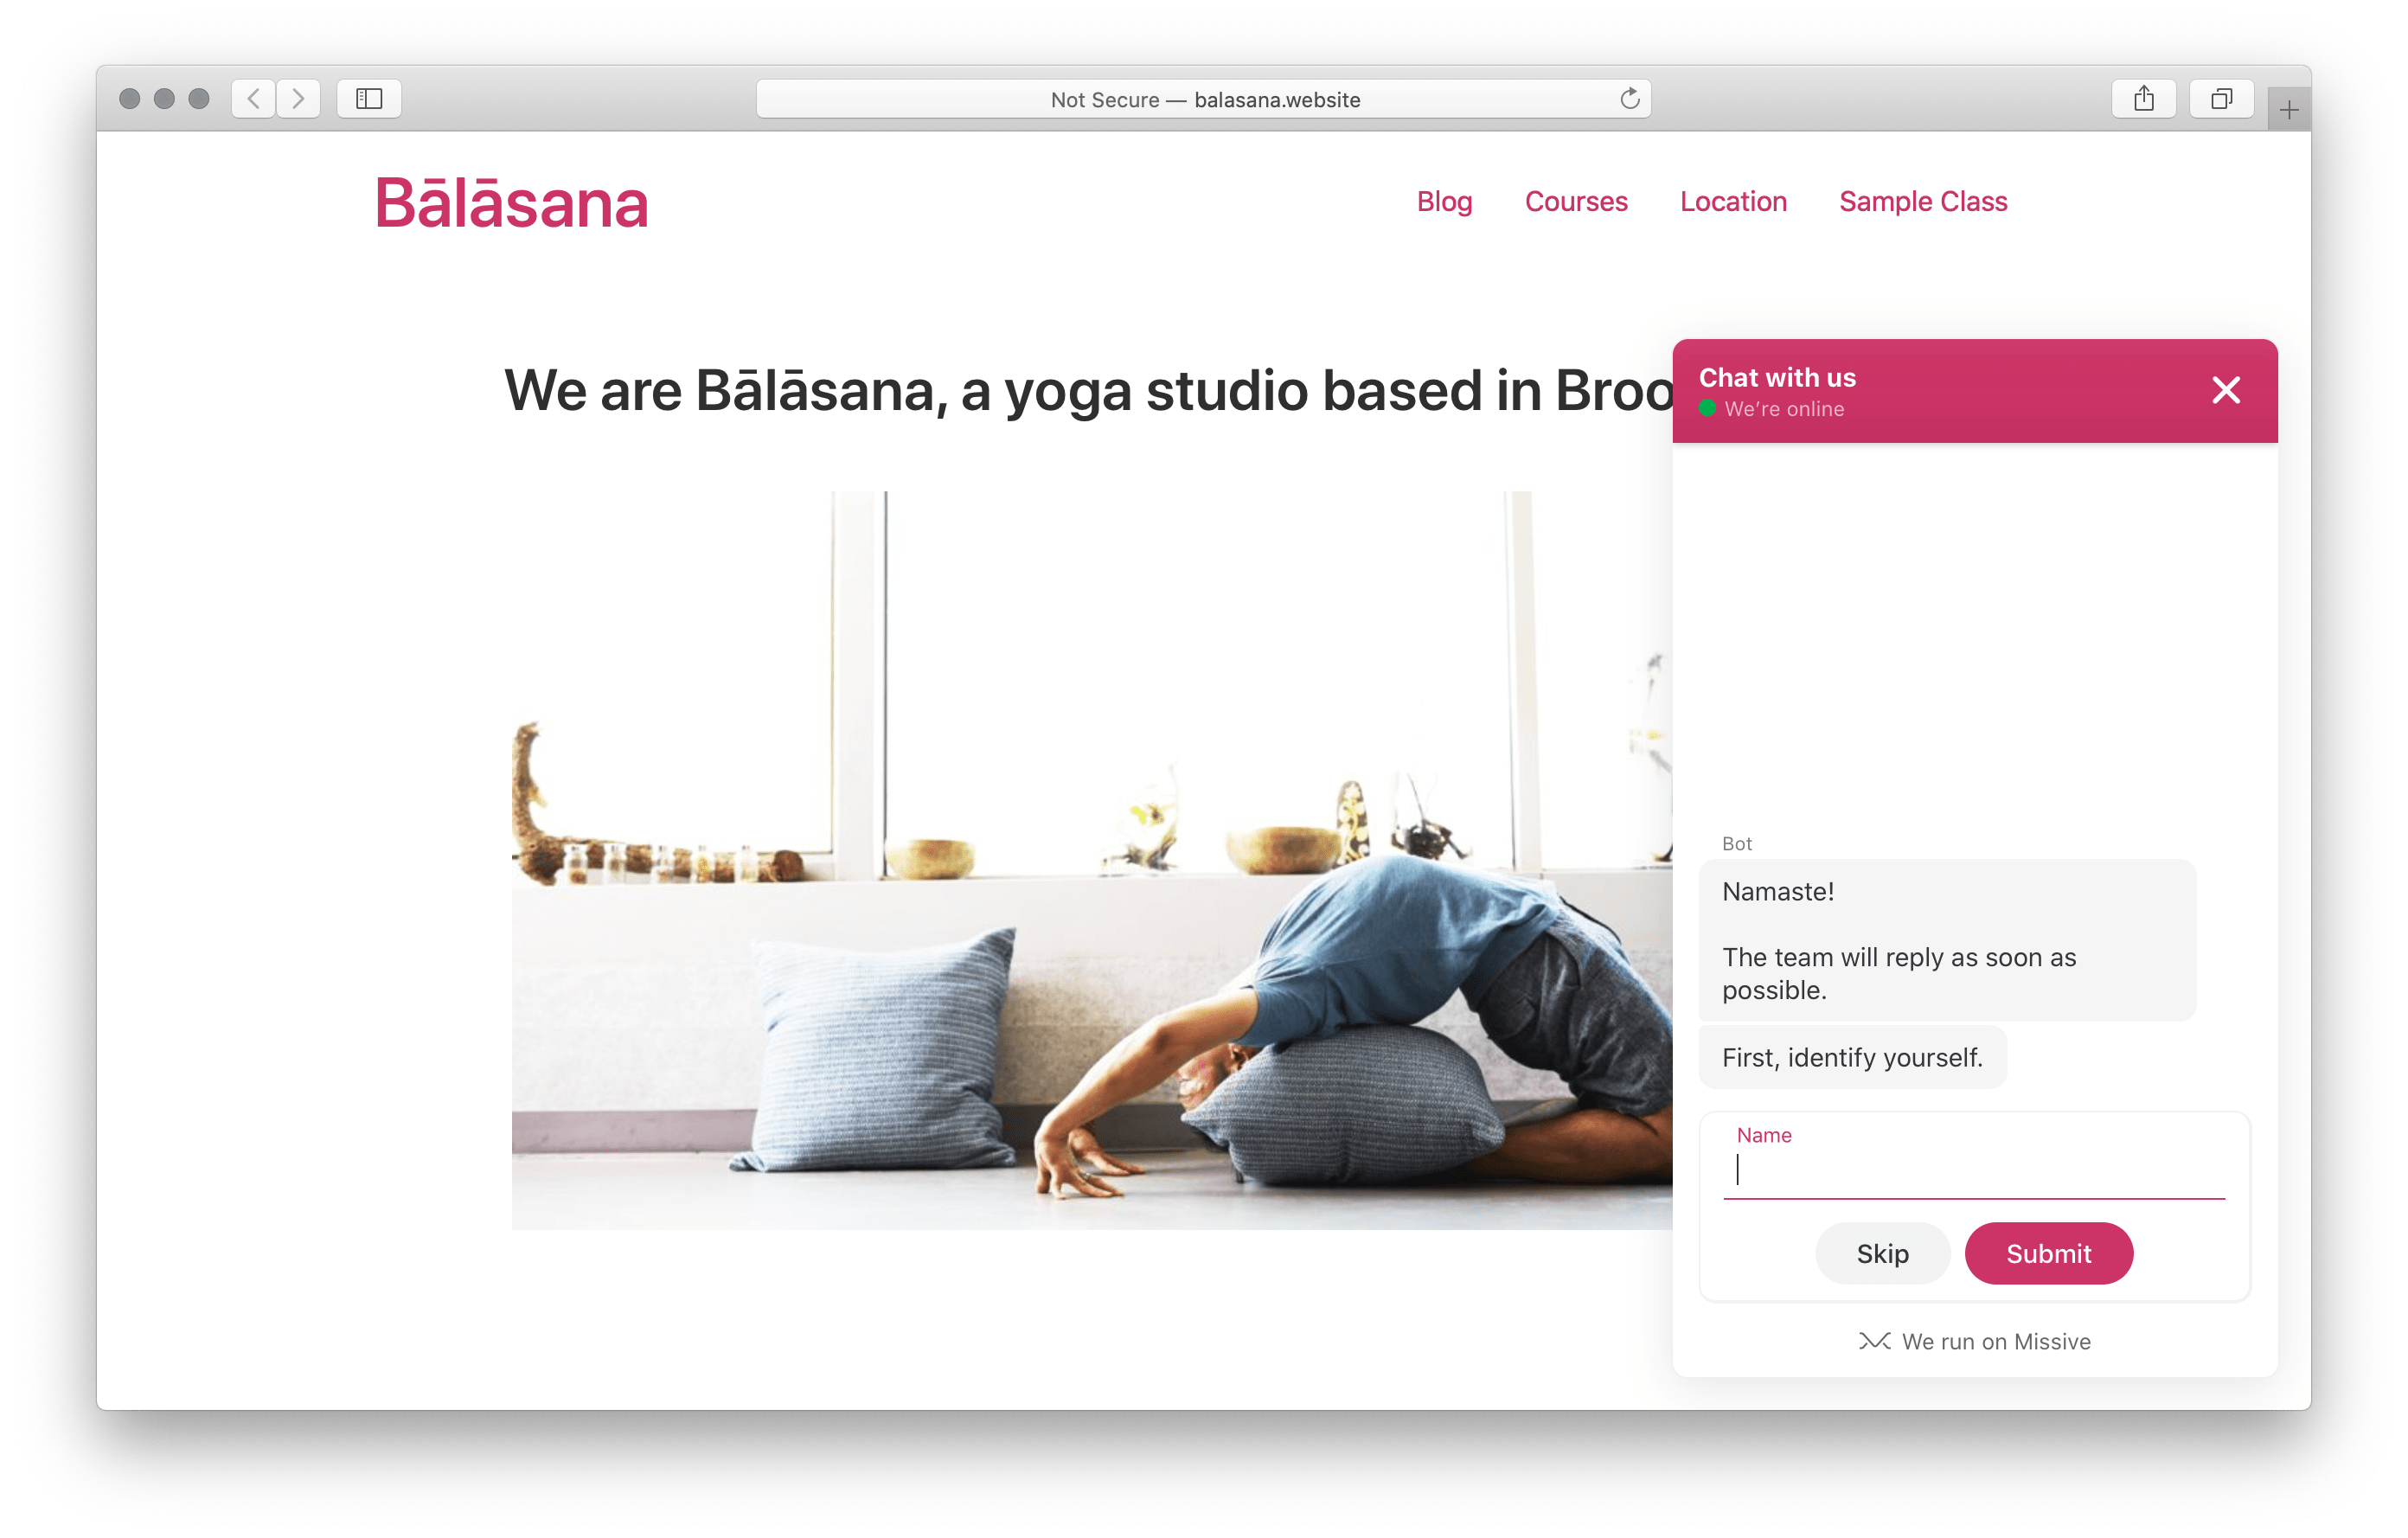 Not Secure — balasana.website
Bālāsana
Blog Courses Location Sample Class
We are Bālāsana, a yoga studio based in Broo
Chat with us
We’re online
Bot
Namaste!
The team will reply as soon as
possible.
First, identify yourself.
Name
Skip Submit
We run on Missive